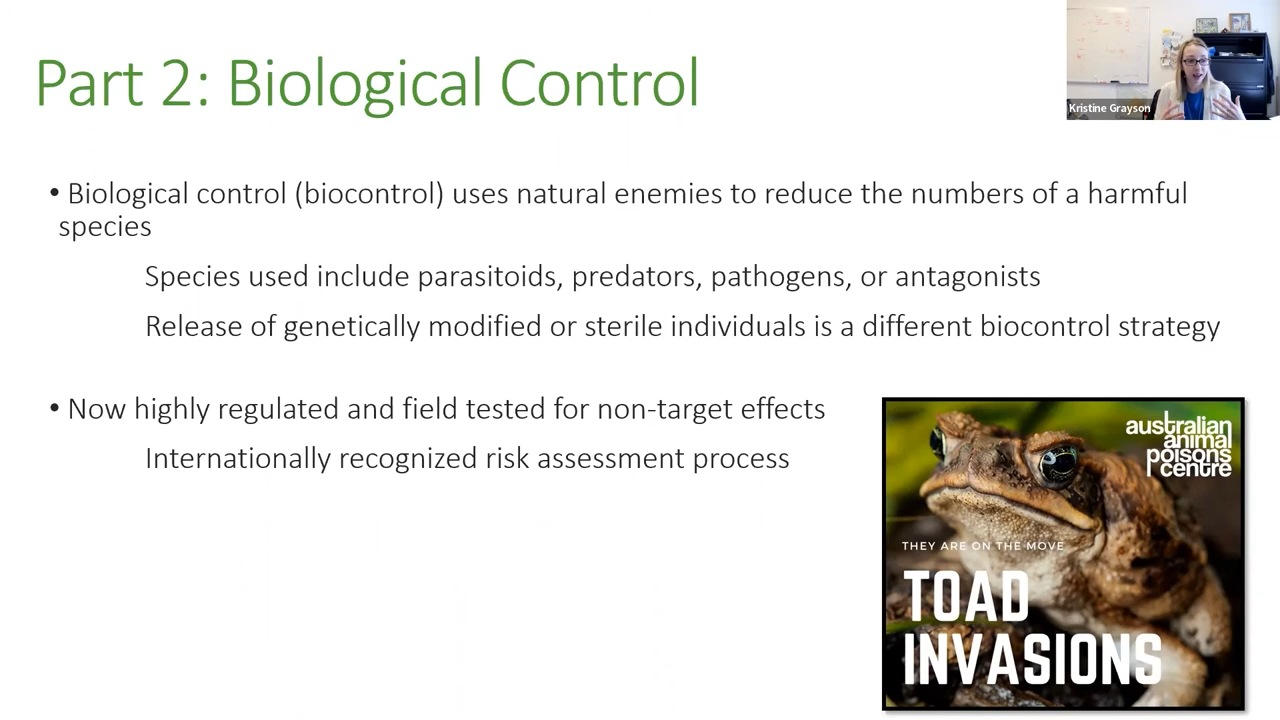 Part 2: Biological Control
Kristine Grayson
• Biological control (biocontrol) uses natural enemies to reduce the numbers of a harmful
species
Species used include parasitoids, predators, pathogens, or antagonists
Release of genetically modified or sterile individuals is a different biocontrol strategy
• Now highly regulated and field tested for non-target effects
Internationally recognized risk assessment process
australian
animal
poisons
centre
THEY ARE ON THE MOVE
TOAD
INVASIONS